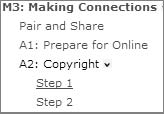 M3: Making Connections
Pair and Share
A1: Prepare for Online
A2: Copyright
Step 1
Step 2